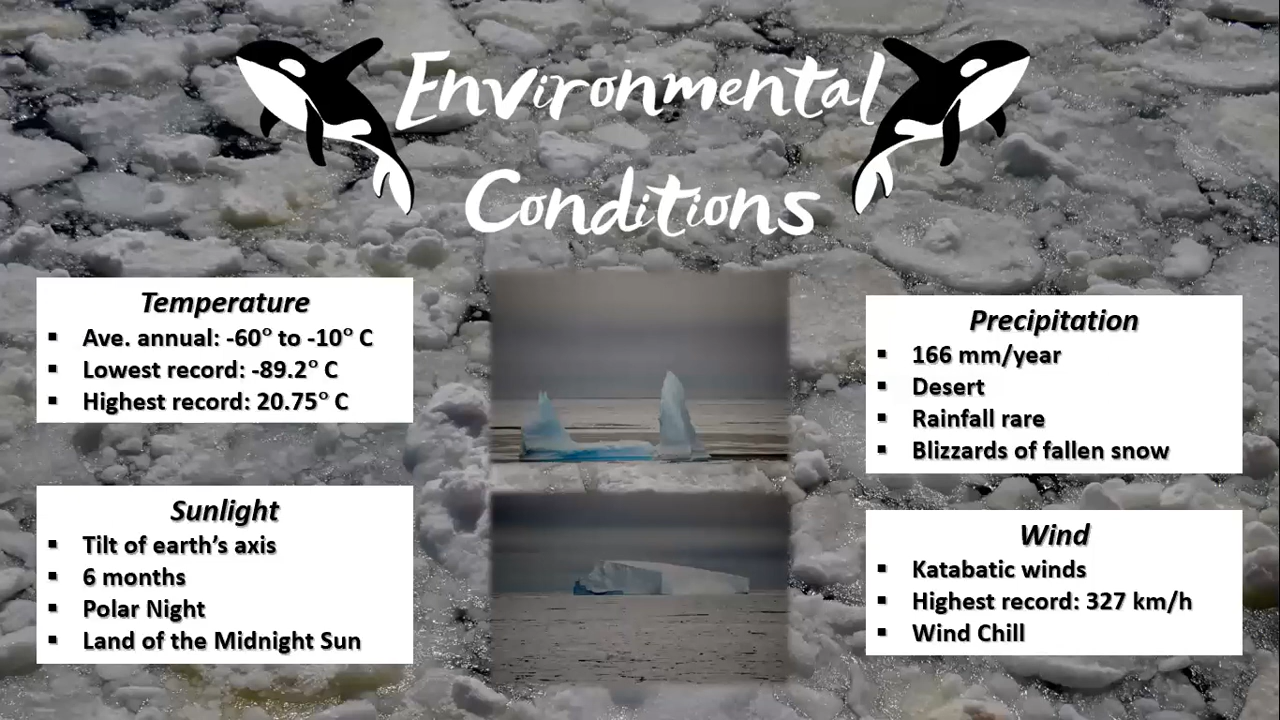 Environmental
Conditions
Temperature
▪ Ave. annual: -60° to -10° C
▪ Lowest record: -89.2° C
▪ Highest record: 20.75° C
Sunlight
▪ Tilt of earth's axis
▪ 6 months
▪ Polar Night
▪ Land of the Midnight Sun
Precipitation
▪ 166 mm/year
▪ Desert
▪ Rainfall rare
▪ Blizzards of fallen snow
Wind
▪ Katabatic winds
▪ Highest record: 327 km/h
▪ Wind Chill